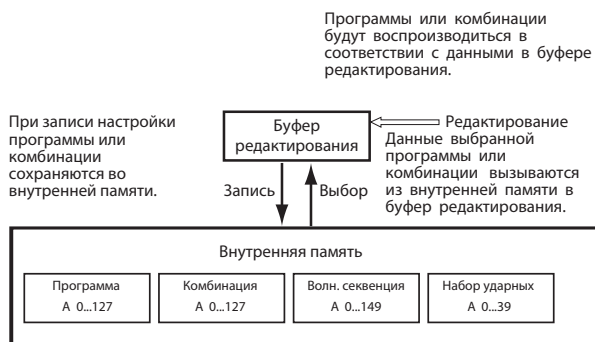 Программы или комбинации
будут воспроизводиться в
соответствии с данными в буфере
редактирования.
При записи настройки
программы или
комбинации
сохраняются во
внутренней памяти.
Буфер
редактирования
Редактирование
Данные выбранной
программы или
комбинации вызываются
из внутренней памяти в
буфер редактирования.
Запись
Выбор
Внутренняя память
Программа
A 0...127
Комбинация
A 0...127
Волн. секвенция
A 0...149
Набор ударных
A 0...39